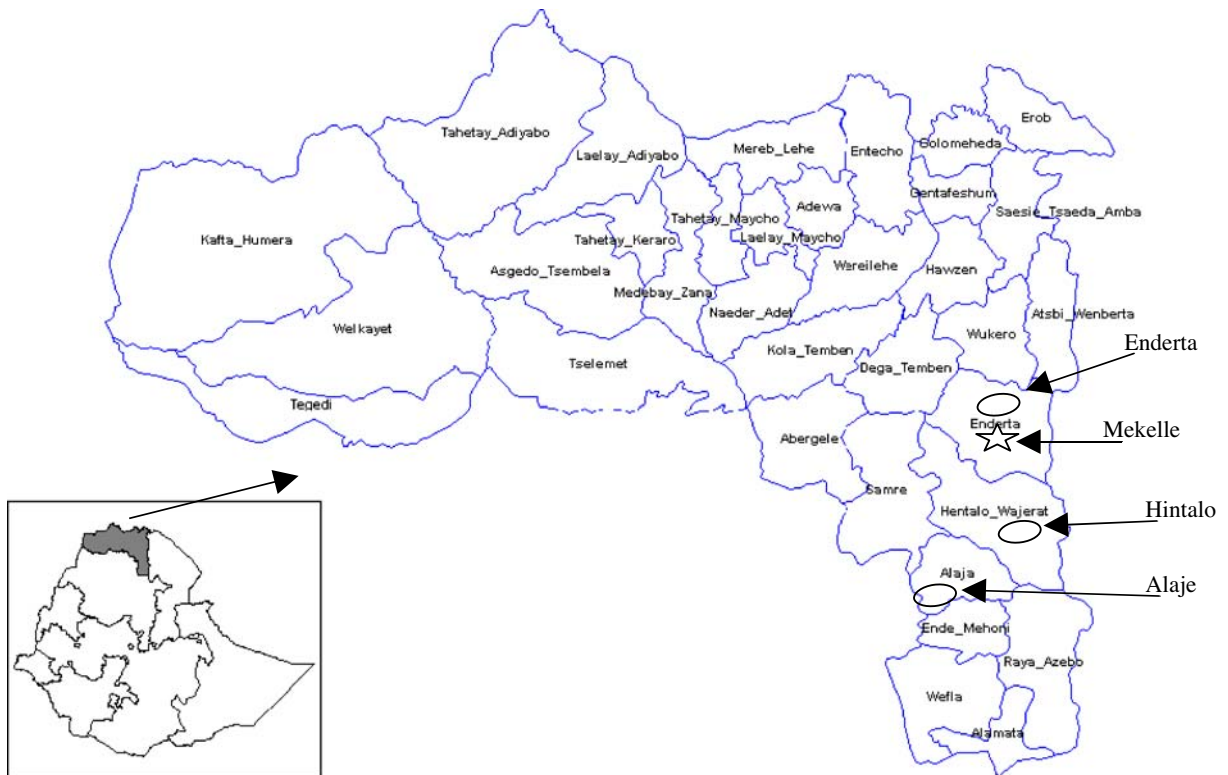 Erob
Tahetay_Adiyabo
Golomeheda
Mereb_Lehe
Entecho
Laelay_Adiyabo
Gentafeshum
Adewa
Saesie_Tsaeda_Amba
Tahetay_Maycho
Kafta_Humera
Tahetay_Keraro
Laelay_Maycho
Wereilehe
Hawzen
Asgedo_Tsembela
Medebay_Zana
Naeder_Adet
Atsbi_Wenberta
Welkayet
Wukero
Enderta
Kola_Temben
Tselemet
Dega_Temben
Tegedi
Enderta
Mekelle
Abergele
Samre
Hentalo_Wajerat
Hintalo
Alaja
Alaje
Ende_Mehoni
Raya_Azebo
Wefla
Alamata